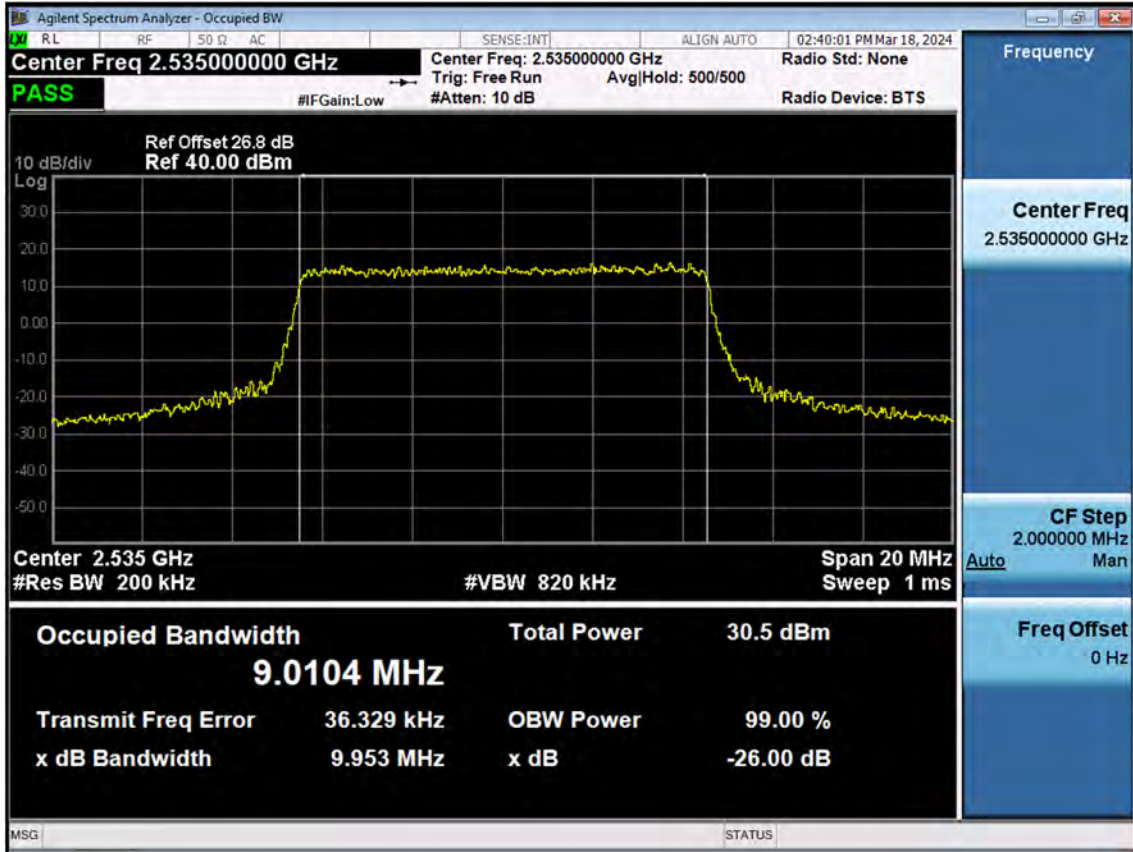 Agilent Spectrum Analyzer - Occupied BW
LXI RL RF 50 Ω AC SENSE:INT ALIGN AUTO 02:40:01 PM Mar 18, 2024
Center Freq 2.535000000 GHz
PASS
#IFGain:Low
Center Freq: 2.535000000 GHz
Trig: Free Run Avg|Hold: 500/500
#Atten: 10 dB
Radio Std: None
Radio Device: BTS
Frequency
Ref Offset 26.8 dB
10 dB/div Ref 40.00 dBm
Log
30.0
20.0
10.0
0.00
-10.0
-20.0
-30.0
-40.0
-50.0
Center Freq
2.535000000 GHz
CF Step
2.000000 MHz
Auto Man
Freq Offset
0 Hz
Center 2.535 GHz Span 20 MHz
#Res BW 200 kHz #VBW 820 kHz Sweep 1 ms
Occupied Bandwidth Total Power 30.5 dBm
9.0104 MHz
Transmit Freq Error 36.329 kHz OBW Power 99.00 %
x dB Bandwidth 9.953 MHz x dB -26.00 dB
MSG STATUS